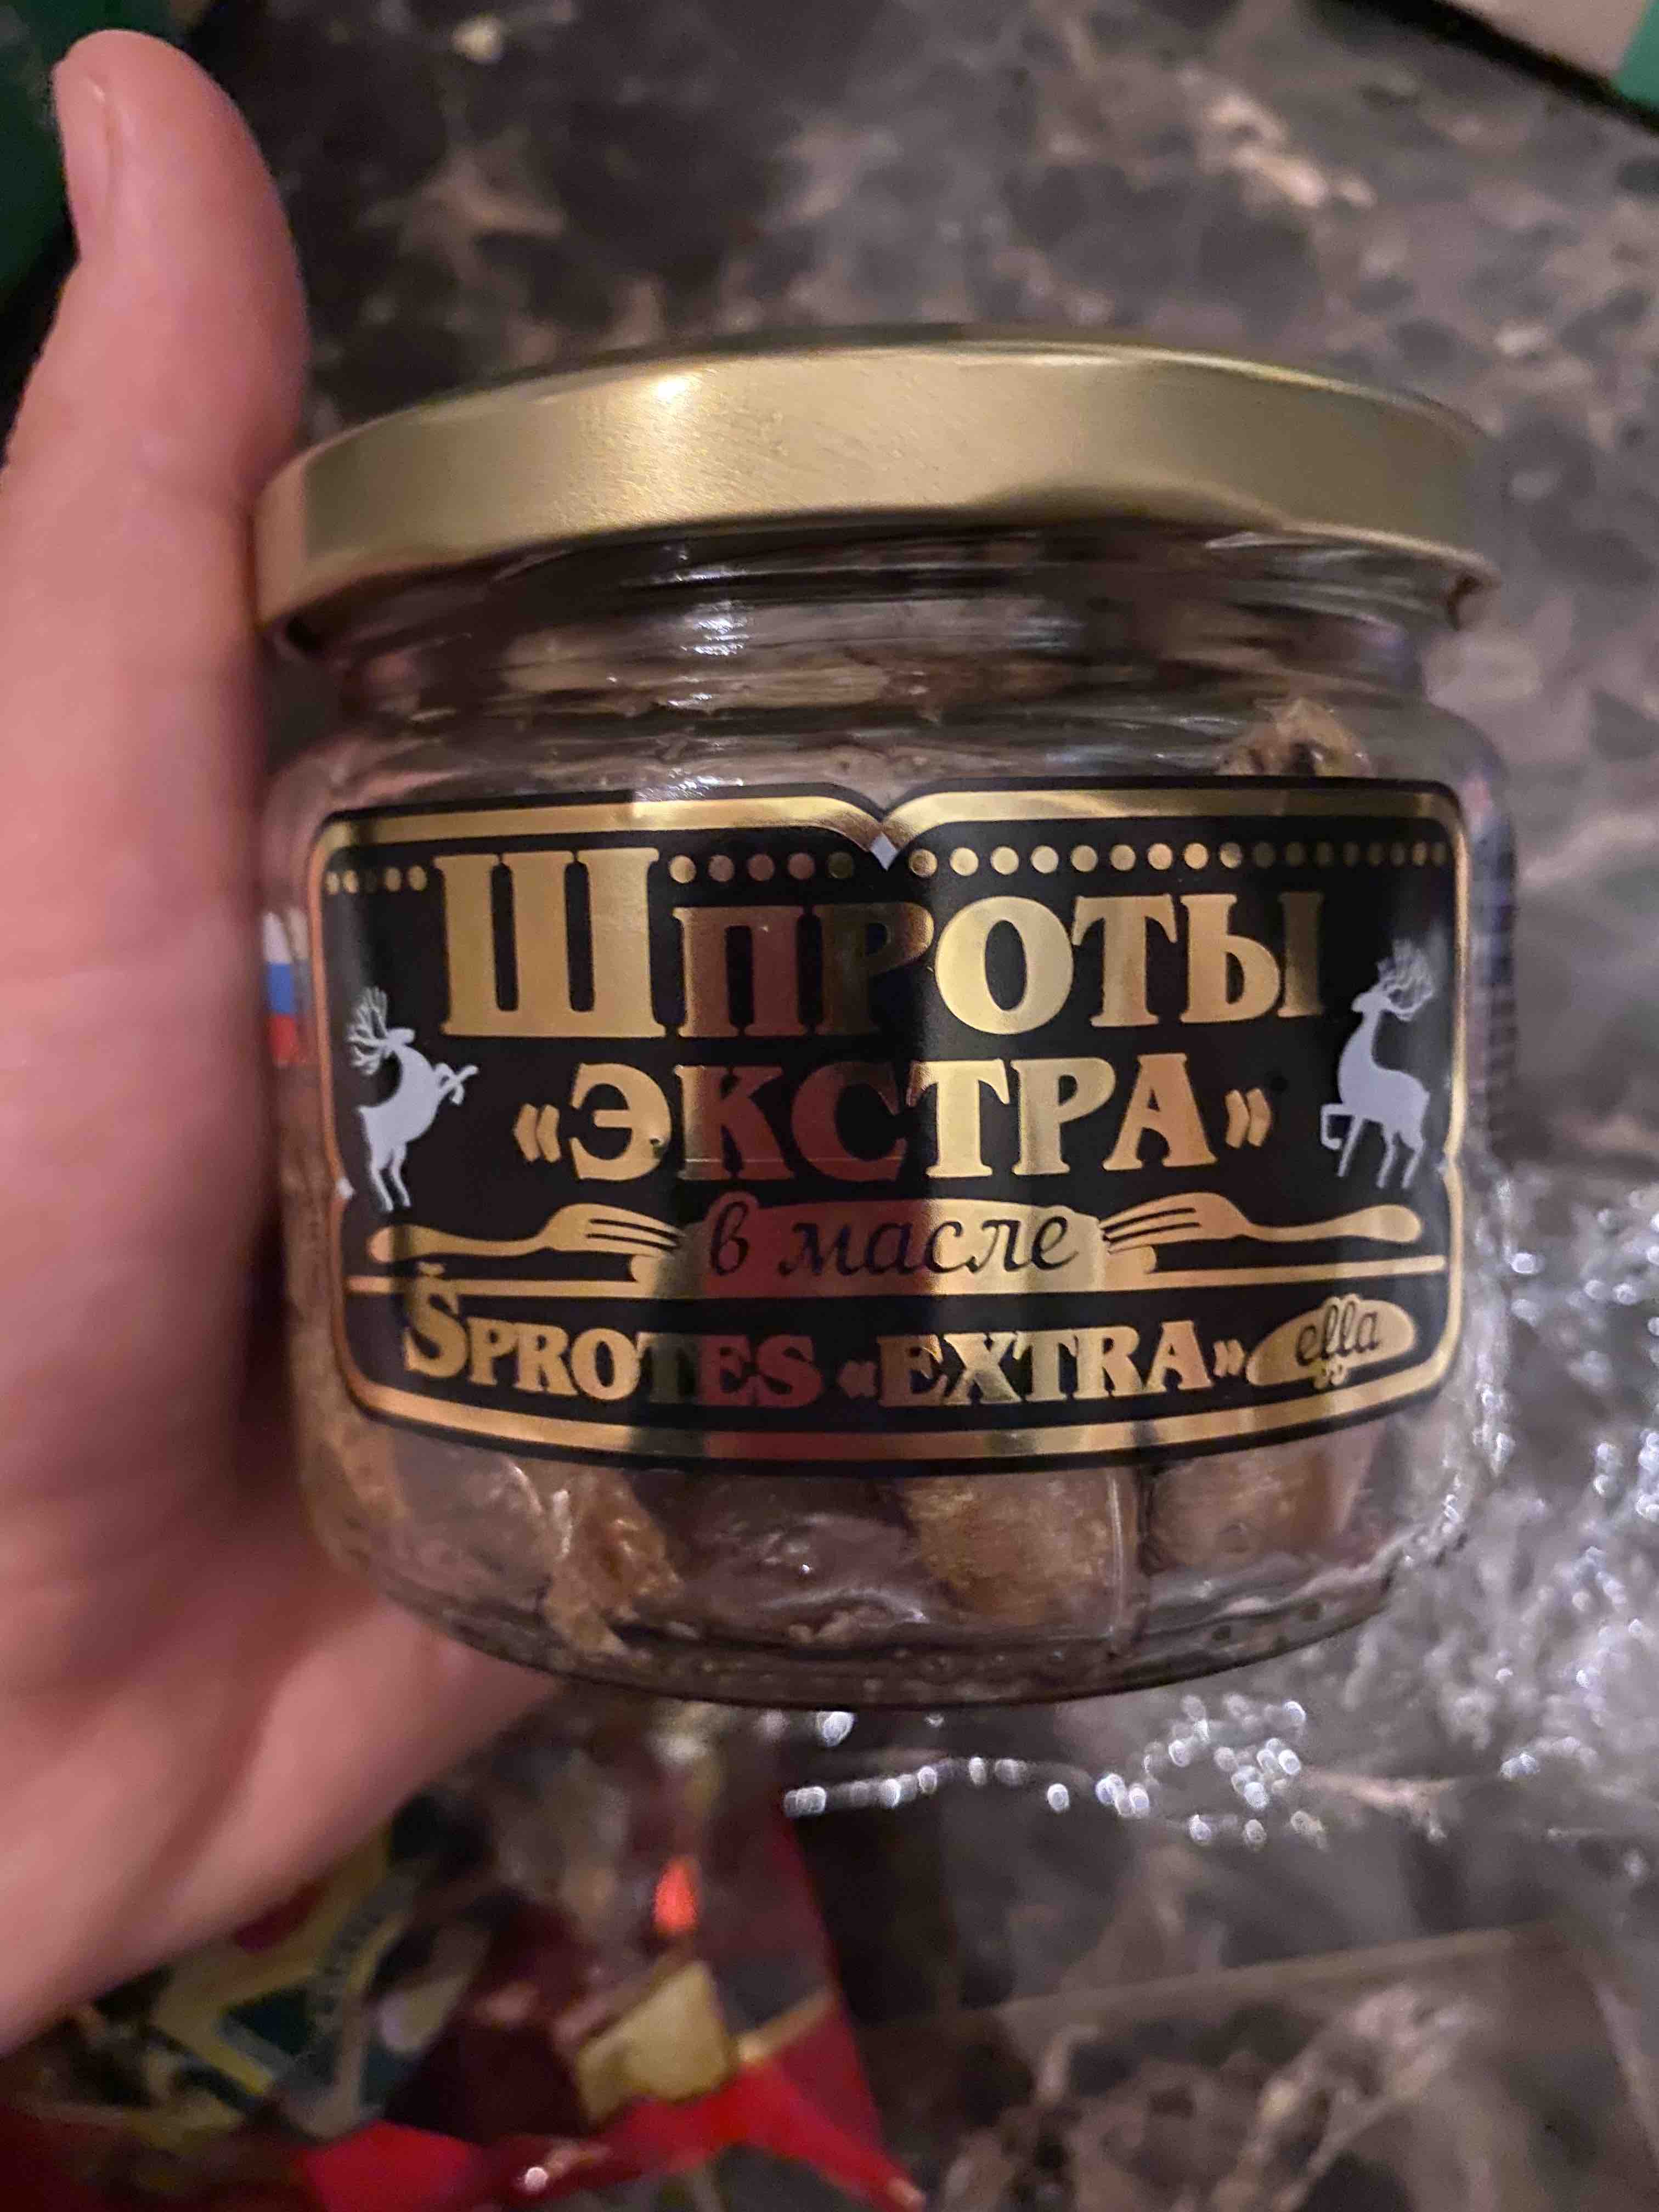 Шпроты
«ЭКСТРА»
в масле
ŠPROTES «EXTRA»
ella